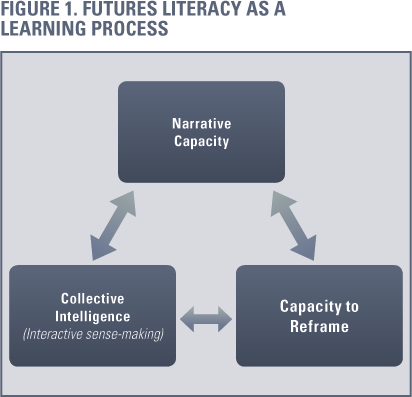 FIGURE 1. FUTURES LITERACY AS A
LEARNING PROCESS
Narrative
Capacity
Collective
Intelligence
(Interactive sense-making)
Capacity to
Reframe